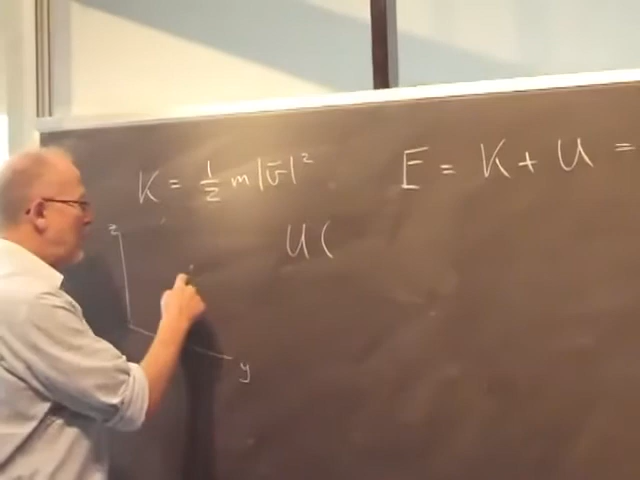 K = 1/2 m|v̄|²
E = K + U =
z
U(
y